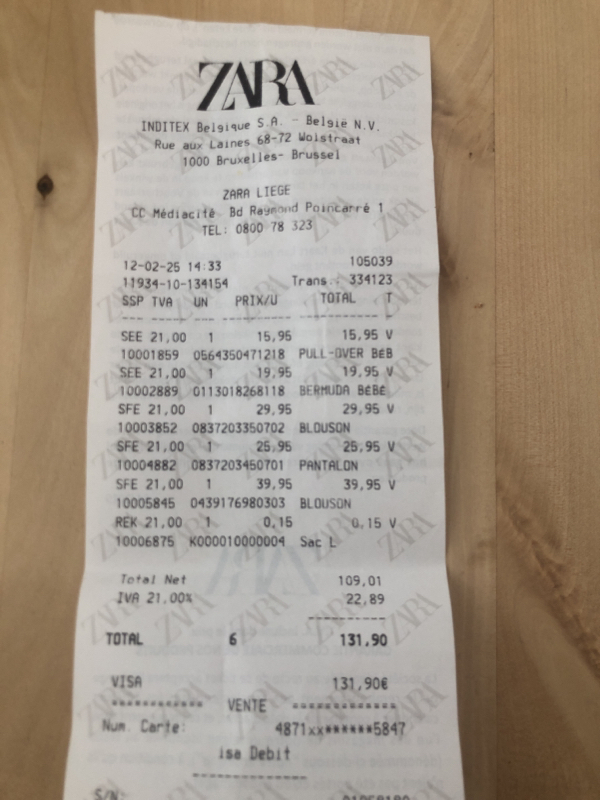 ZARA
INDITEX Belgique S.A. - België N.V.
Rue aux Laines 68-72 Wolstraat
1000 Bruxelles- Brussel
ZARA LIEGE
CC Médiacité Bd Raymond Poincarré 1
TEL: 0800 78 323
12-02-25 14:33 105039
11934-10-134154 Trans.: 334123
SSP TVA UN PRIX/U TOTAL T
SEE 21,00 1 15,95 15,95 V
10001859 0564350471218 PULL-OVER BéB
SEE 21,00 1 19,95 19,95 V
10002889 0113018268118 BERMUDA BéBé
SFE 21,00 1 29,95 29,95 V
10003852 0837203350702 BLOUSON
SFE 21,00 1 25,95 25,95 V
10004882 0837203450701 PANTALON
SFE 21,00 1 39,95 39,95 V
10005845 0439176980303 BLOUSON
REK 21,00 1 0,15 0,15 V
10006875 K000010000004 Sac L
Total Net 109,01
IVA 21.00% 22,89
TOTAL 6 131,90
VISA 131,90€
VENTE
Num. Carte: 4871xx******5847
isa Debit
S/N: